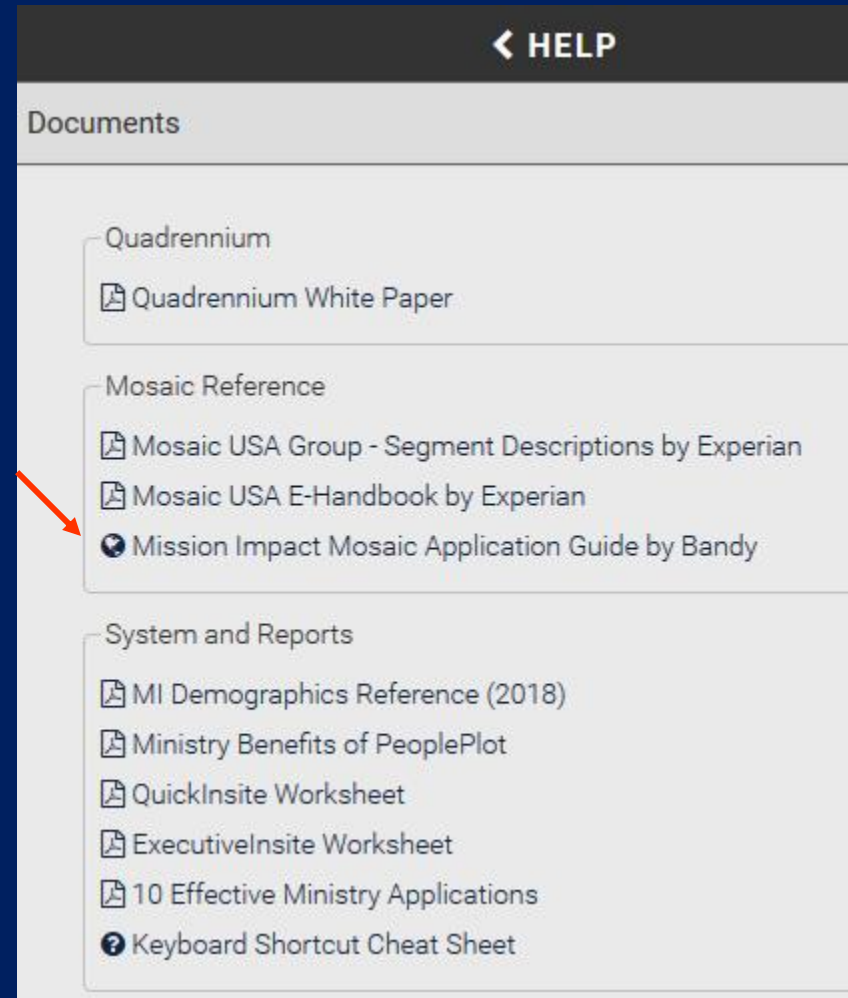 HELP
Documents
Quadrennium
Quadrennium White Paper
Mosaic Reference
Mosaic USA Group - Segment Descriptions by Experian
Mosaic USA E-Handbook by Experian
Mission Impact Mosaic Application Guide by Bandy
System and Reports
MI Demographics Reference (2018)
Ministry Benefits of PeoplePlot
QuickInsite Worksheet
ExecutiveInsite Worksheet
10 Effective Ministry Applications
Keyboard Shortcut Cheat Sheet